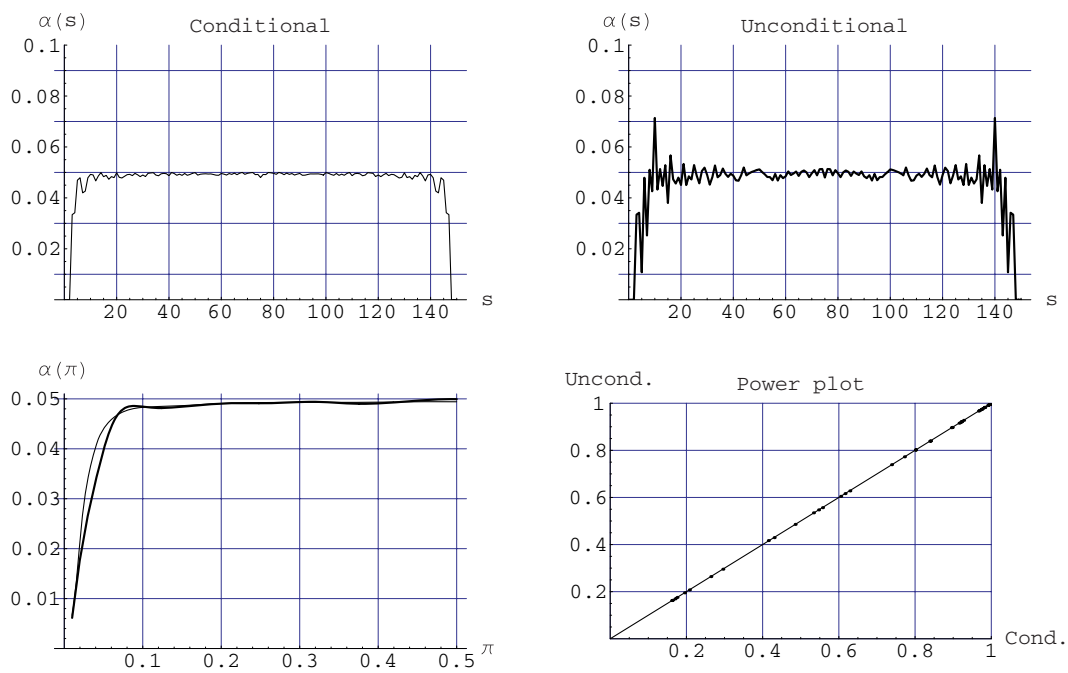 α(s)
Conditional
0.1
0.08
0.06
0.04
0.02
20 40 60 80 100 120 140
s
α(s)
Unconditional
0.1
0.08
0.06
0.04
0.02
20 40 60 80 100 120 140
s
α(π)
0.05
0.04
0.03
0.02
0.01
0.1 0.2 0.3 0.4 0.5
π
Uncond.
Power plot
1
0.8
0.6
0.4
0.2
0.2 0.4 0.6 0.8 1
Cond.